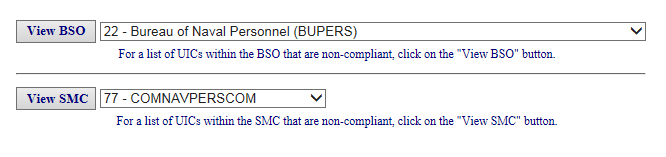 View BSO 22 - Bureau of Naval Personnel (BUPERS)
For a list of UICs within the BSO that are non-compliant, click on the "View BSO" button.
View SMC 77 - COMNAVPERSCOM
For a list of UICs within the SMC that are non-compliant, click on the "View SMC" button.